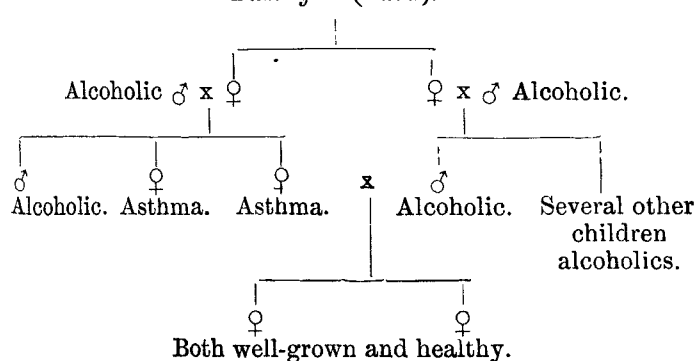 Alcoholic ♂ x ♀
♀ x ♂ Alcoholic.
♂ ♀ ♀ x ♂
Alcoholic. Asthma. Asthma. Alcoholic. Several other
children
alcoholics.
♀ ♀
Both well-grown and healthy.